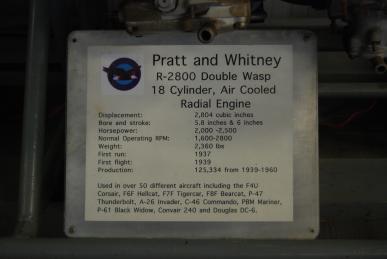 Pratt and Whitney
R-2800 Double Wasp
18 Cylinder, Air Cooled
Radial Engine
Displacement: 2,804 cubic inches
Bore and stroke: 5.8 inches & 6 inches
Horsepower: 2,000 -2,500
Normal Operating RPM: 1,600-2800
Weight: 2,360 lbs
First run: 1937
First flight: 1939
Production: 125,334 from 1939-1960
Used in over 50 different aircraft including the F4U
Corsair, F6F Hellcat, F7F Tigercar, F8F Bearcat, P-47
Thunderbolt, A-26 Invader, C-46 Commando, PBM Mariner,
P-61 Black Widow, Convair 240 and Douglas DC-6.